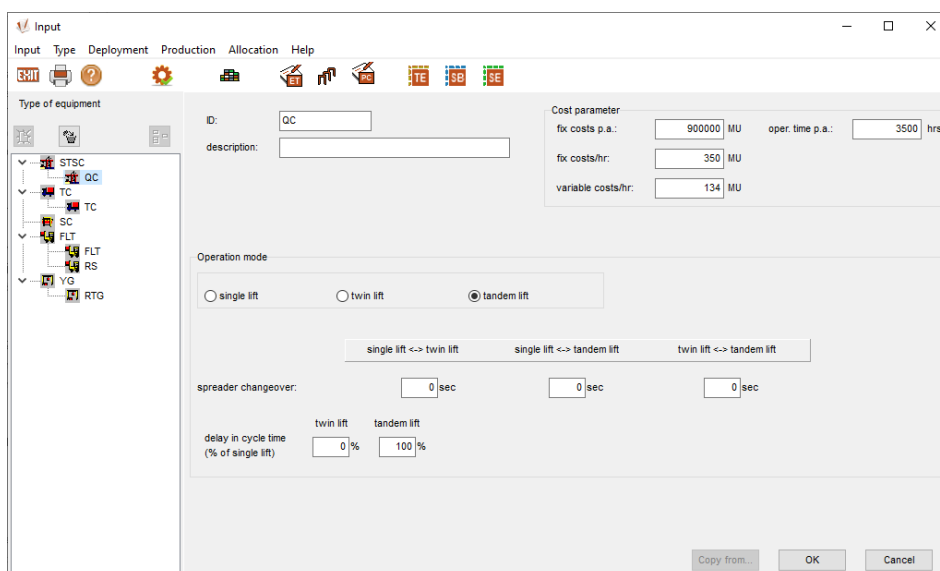 Input
Input Type Deployment Production Allocation Help
EXIT ? ET PC TE SB SE
Type of equipment
STSC
QC
TC
TC
SC
FLT
FLT
RS
YG
RTG
ID: QC
description:
Cost parameter
fix costs p.a.: 900000 MU oper. time p.a.: 3500 hrs
fix costs/hr: 350 MU
variable costs/hr: 134 MU
Operation mode
single lift twin lift tandem lift
single lift <-> twin lift single lift <-> tandem lift twin lift <-> tandem lift
spreader changeover: 0 sec 0 sec 0 sec
twin lift tandem lift
delay in cycle time 0 % 100 %
(% of single lift)
Copy from... OK Cancel